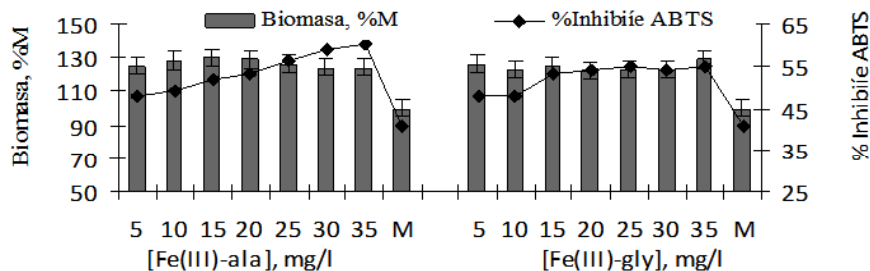 Biomasa, %M
%Inhibiíe ABTS
150
130
110
90
70
50
65
55
45
35
25
Biomasa, %M
% Inhibiíe ABTS
5 10 15 20 25 30 35 M
5 10 15 20 25 30 35 M
[Fe(III)-ala], mg/l
[Fe(III)-gly], mg/l